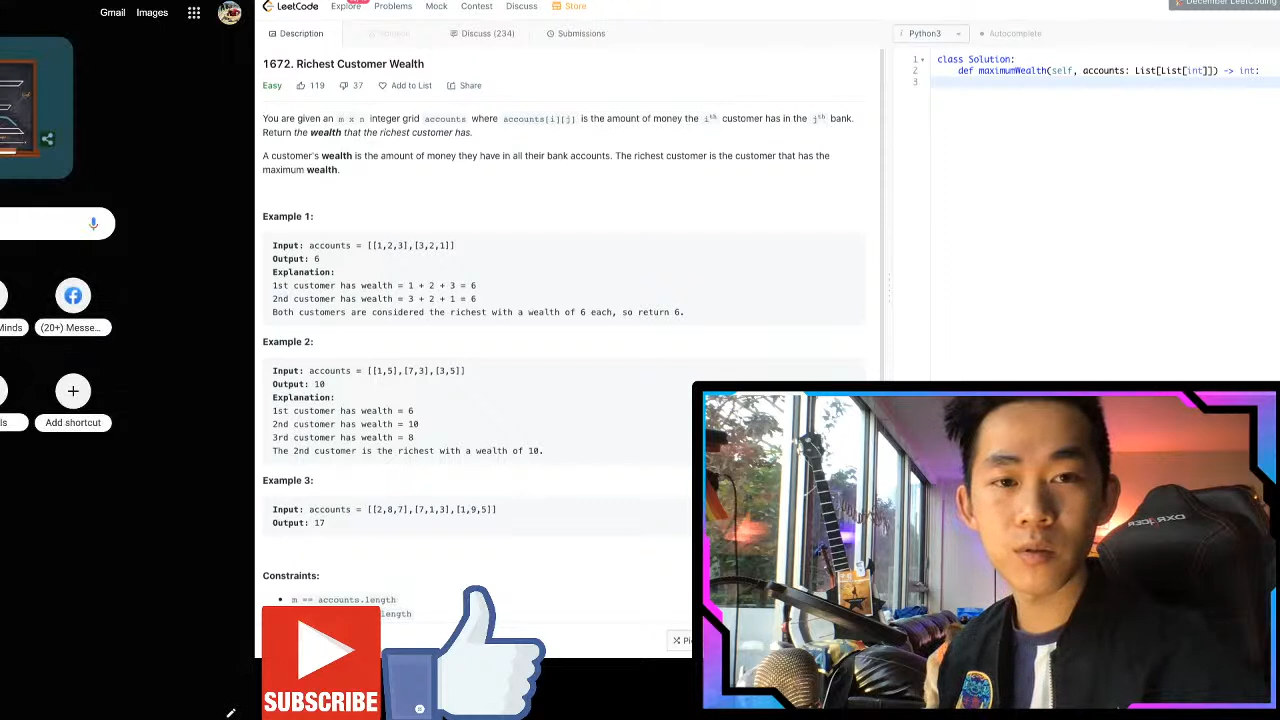 Gmail Images
LeetCode Explore Problems Mock Contest Discuss Store
December LeetCoding
Description Discuss (234) Submissions
i Python3 Autocomplete
1672. Richest Customer Wealth
Easy 119 37 Add to List Share
You are given an m x n integer grid accounts where accounts[i][j] is the amount of money the ith customer has in the jth bank.
Return the wealth that the richest customer has.
A customer's wealth is the amount of money they have in all their bank accounts. The richest customer is the customer that has the
maximum wealth.
Example 1:
Input: accounts = [[1,2,3],[3,2,1]]
Output: 6
Explanation:
1st customer has wealth = 1 + 2 + 3 = 6
2nd customer has wealth = 3 + 2 + 1 = 6
Both customers are considered the richest with a wealth of 6 each, so return 6.
Example 2:
Input: accounts = [[1,5],[7,3],[3,5]]
Output: 10
Explanation:
1st customer has wealth = 6
2nd customer has wealth = 10
3rd customer has wealth = 8
The 2nd customer is the richest with a wealth of 10.
Example 3:
Input: accounts = [[2,8,7],[7,1,3],[1,9,5]]
Output: 17
Constraints:
m == accounts.length
length
Pi
1 class Solution:
2 def maximumWealth(self, accounts: List[List[int]]) -> int:
3
Minds (20+) Messe...
ls Add shortcut
SUBSCRIBE
DXRACER